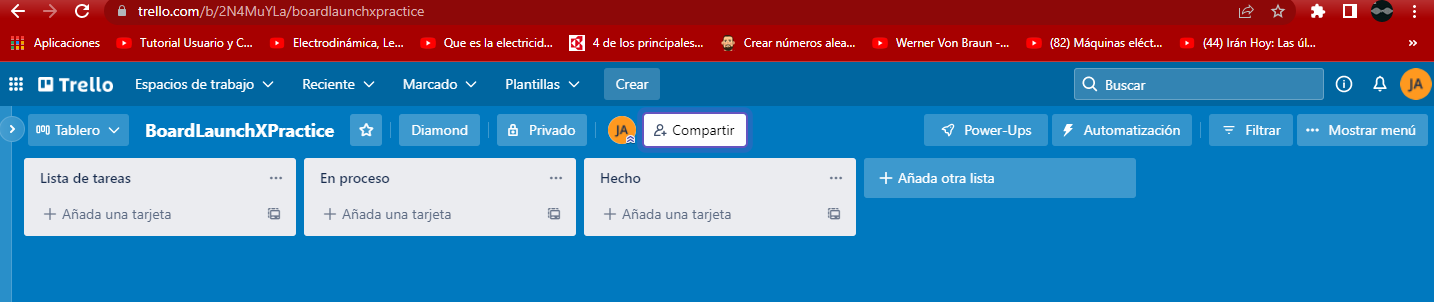 trello.com/b/2N4MuYLa/boardlaunchxpractice
Aplicaciones Tutorial Usuario y C... Electrodinámica, Le... Que es la electricid... 4 de los principales... Crear números alea... Werner Von Braun -... (82) Máquinas eléct... (44) Irán Hoy: Las úl... »
Trello Espacios de trabajo Reciente Marcado Plantillas Crear Buscar JA
Tablero BoardLaunchXPractice Diamond Privado JA Compartir Power-Ups Automatización Filtrar Mostrar menú
Lista de tareas En proceso Hecho + Añada otra lista
+ Añada una tarjeta + Añada una tarjeta + Añada una tarjeta